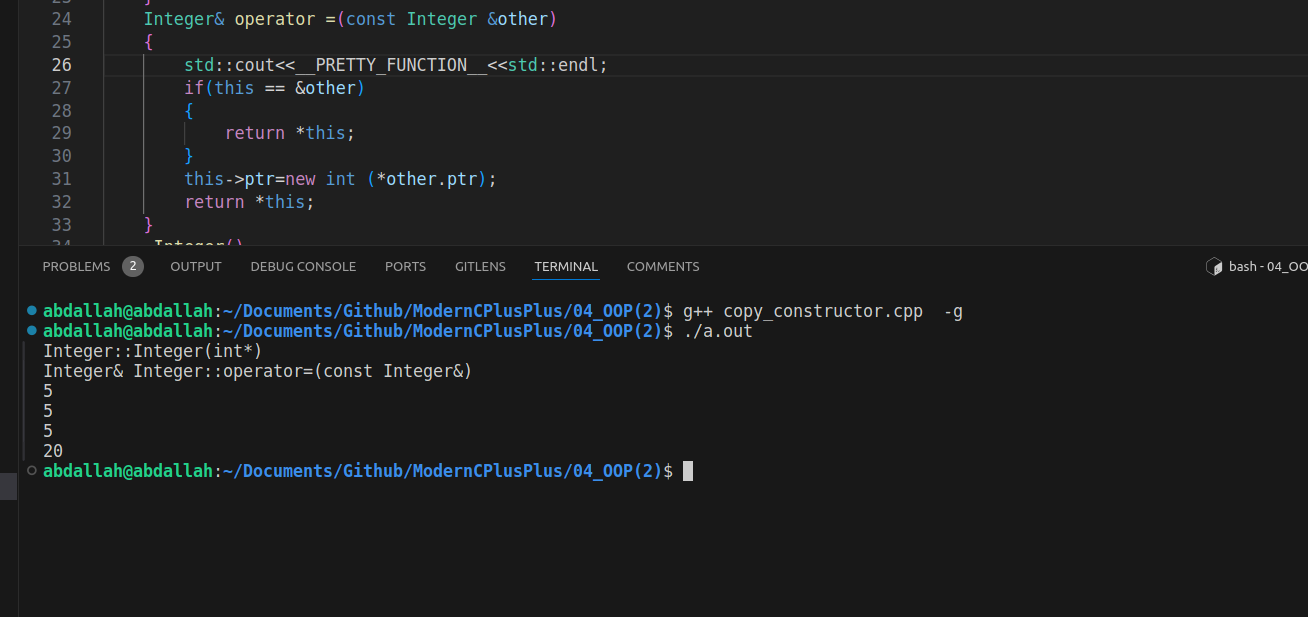 24 Integer& operator =(const Integer &other)
25 {
26 std::cout<<__PRETTY_FUNCTION__<<std::endl;
27 if(this == &other)
28 {
29 return *this;
30 }
31 this->ptr=new int (*other.ptr);
32 return *this;
33 }
PROBLEMS 2 OUTPUT DEBUG CONSOLE PORTS GITLENS TERMINAL COMMENTS bash - 04_OO
abdallah@abdallah:~/Documents/Github/ModernCPlusPlus/04_OOP(2)$ g++ copy_constructor.cpp  -g
abdallah@abdallah:~/Documents/Github/ModernCPlusPlus/04_OOP(2)$ ./a.out
Integer::Integer(int*)
Integer& Integer::operator=(const Integer&)
5
5
5
20
abdallah@abdallah:~/Documents/Github/ModernCPlusPlus/04_OOP(2)$